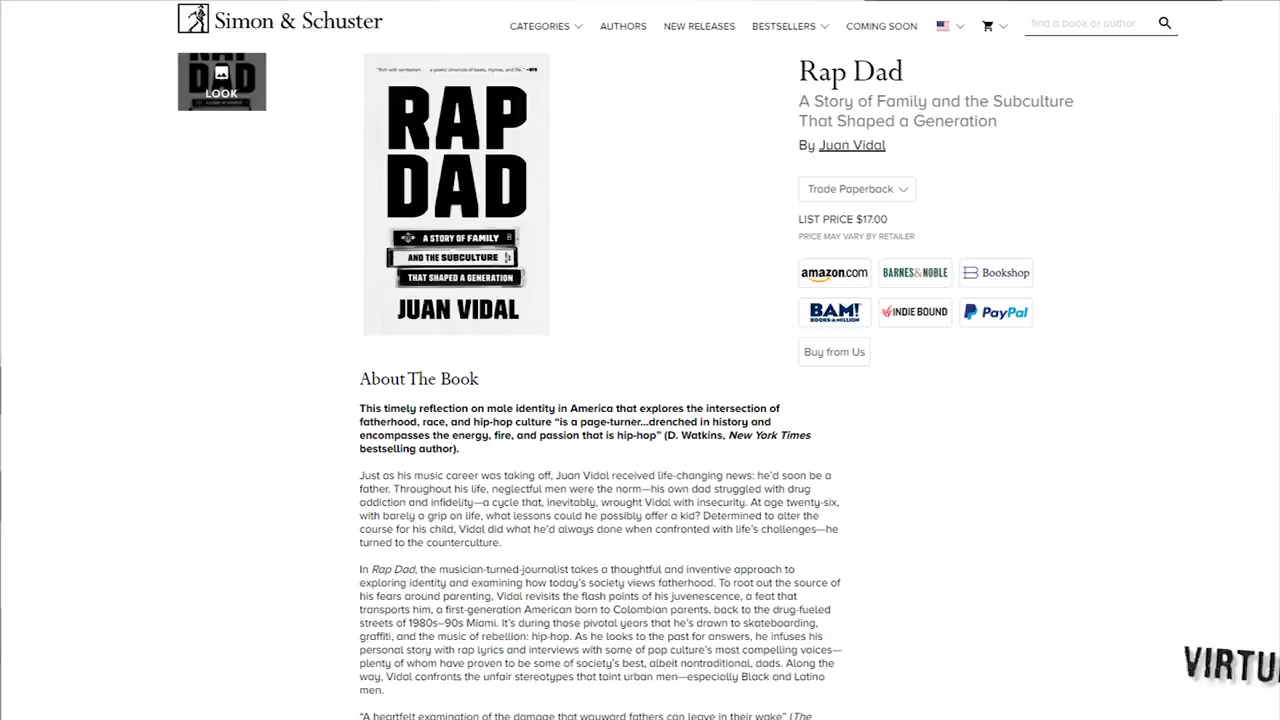 Simon & Schuster
CATEGORIES
AUTHORS
NEW RELEASES
BESTSELLERS
COMING SOON
find a book or author
RAP
DAD
LOOK
"Rich with symbolism. . . a poetic chronicle of beats, rhymes, and life." —NPR
RAP
DAD
A STORY OF FAMILY
AND THE SUBCULTURE
THAT SHAPED A GENERATION
JUAN VIDAL
Rap Dad
A Story of Family and the Subculture
That Shaped a Generation
By Juan Vidal
Trade Paperback
LIST PRICE $17.00
PRICE MAY VARY BY RETAILER
amazon.com
BARNES&NOBLE
Bookshop
BAM!
BOOKS-A-MILLION
INDIE BOUND
PayPal
Buy from Us
About The Book
This timely reflection on male identity in America that explores the intersection of
fatherhood, race, and hip-hop culture “is a page-turner…drenched in history and
encompasses the energy, fire, and passion that is hip-hop” (D. Watkins, New York Times
bestselling author).
Just as his music career was taking off, Juan Vidal received life-changing news: he’d soon be a
father. Throughout his life, neglectful men were the norm—his own dad struggled with drug
addiction and infidelity—a cycle that, inevitably, wrought Vidal with insecurity. At age twenty-six,
with barely a grip on life, what lessons could he possibly offer a kid? Determined to alter the
course for his child, Vidal did what he’d always done when confronted with life’s challenges—he
turned to the counterculture.
In Rap Dad, the musician-turned-journalist takes a thoughtful and inventive approach to
exploring identity and examining how today’s society views fatherhood. To root out the source of
his fears around parenting, Vidal revisits the flash points of his juvenescence, a feat that
transports him, a first-generation American born to Colombian parents, back to the drug-fueled
streets of 1980s–90s Miami. It’s during those pivotal years that he’s drawn to skateboarding,
graffiti, and the music of rebellion: hip-hop. As he looks to the past for answers, he infuses his
personal story with rap lyrics and interviews with some of pop culture’s most compelling voices—
plenty of whom have proven to be some of society’s best, albeit nontraditional, dads. Along the
way, Vidal confronts the unfair stereotypes that taint urban men—especially Black and Latino
men.
“A heartfelt examination of the damage that wayward fathers can leave in their wake” (The
VIRTU